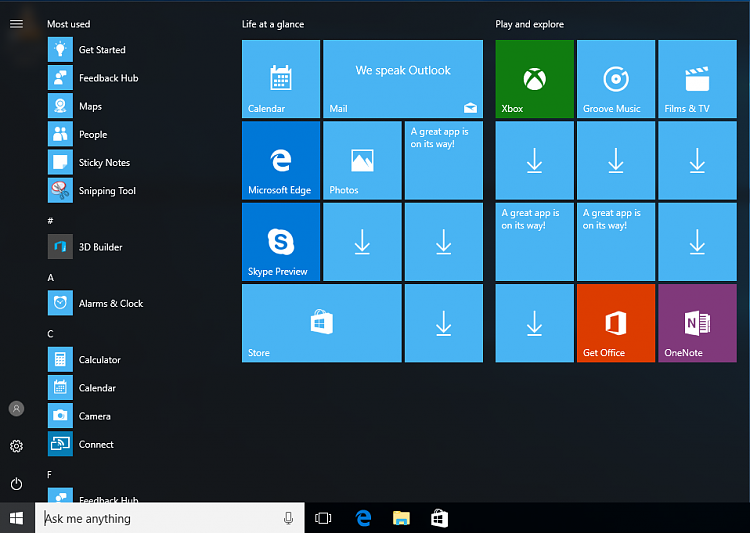 Most used
Get Started
Feedback Hub
Maps
People
Sticky Notes
Snipping Tool
#
3D Builder
A
Alarms & Clock
C
Calculator
Calendar
Camera
Connect
F
Feedback Hub
Life at a glance
Calendar
We speak Outlook
Mail
Microsoft Edge
Photos
A great app is
on its way!
Skype Preview
Store
Play and explore
Xbox
Groove Music
Films & TV
A great app is
on its way!
A great app is
on its way!
Get Office
OneNote
Ask me anything